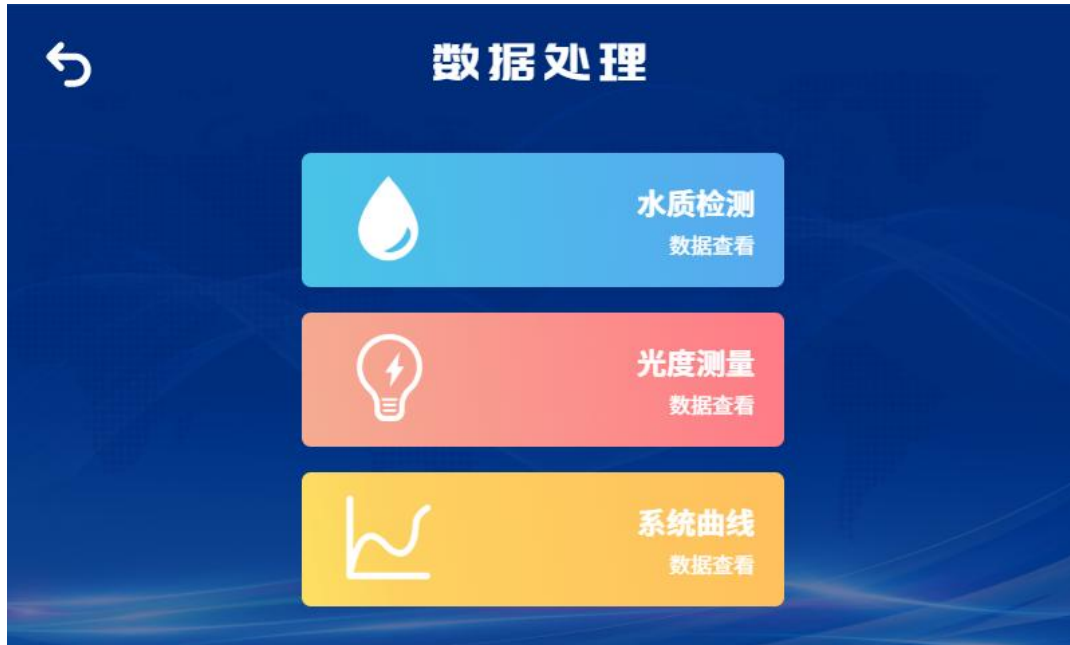 数据处理
水质检测
数据查看
光度测量
数据查看
系统曲线
数据查看